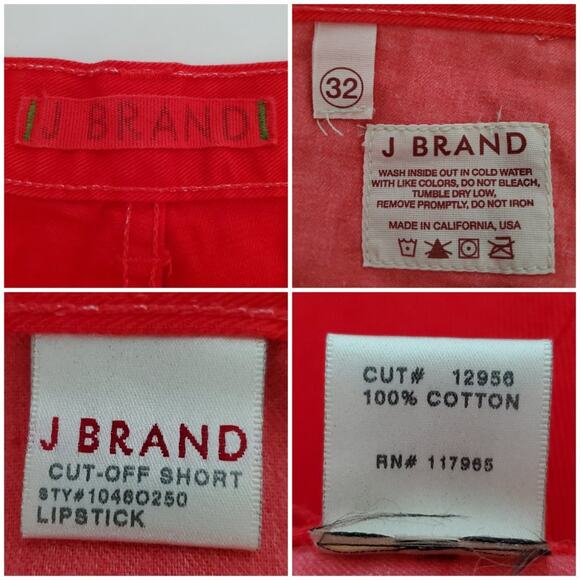 J BRAND
32
J BRAND
WASH INSIDE OUT IN COLD WATER
WITH LIKE COLORS, DO NOT BLEACH,
TUMBLE DRY LOW,
REMOVE PROMPTLY, DO NOT IRON
MADE IN CALIFORNIA, USA
J BRAND
CUT-OFF SHORT
STY#1046O250
LIPSTICK
CUT# 12956
100% COTTON
RN# 117965